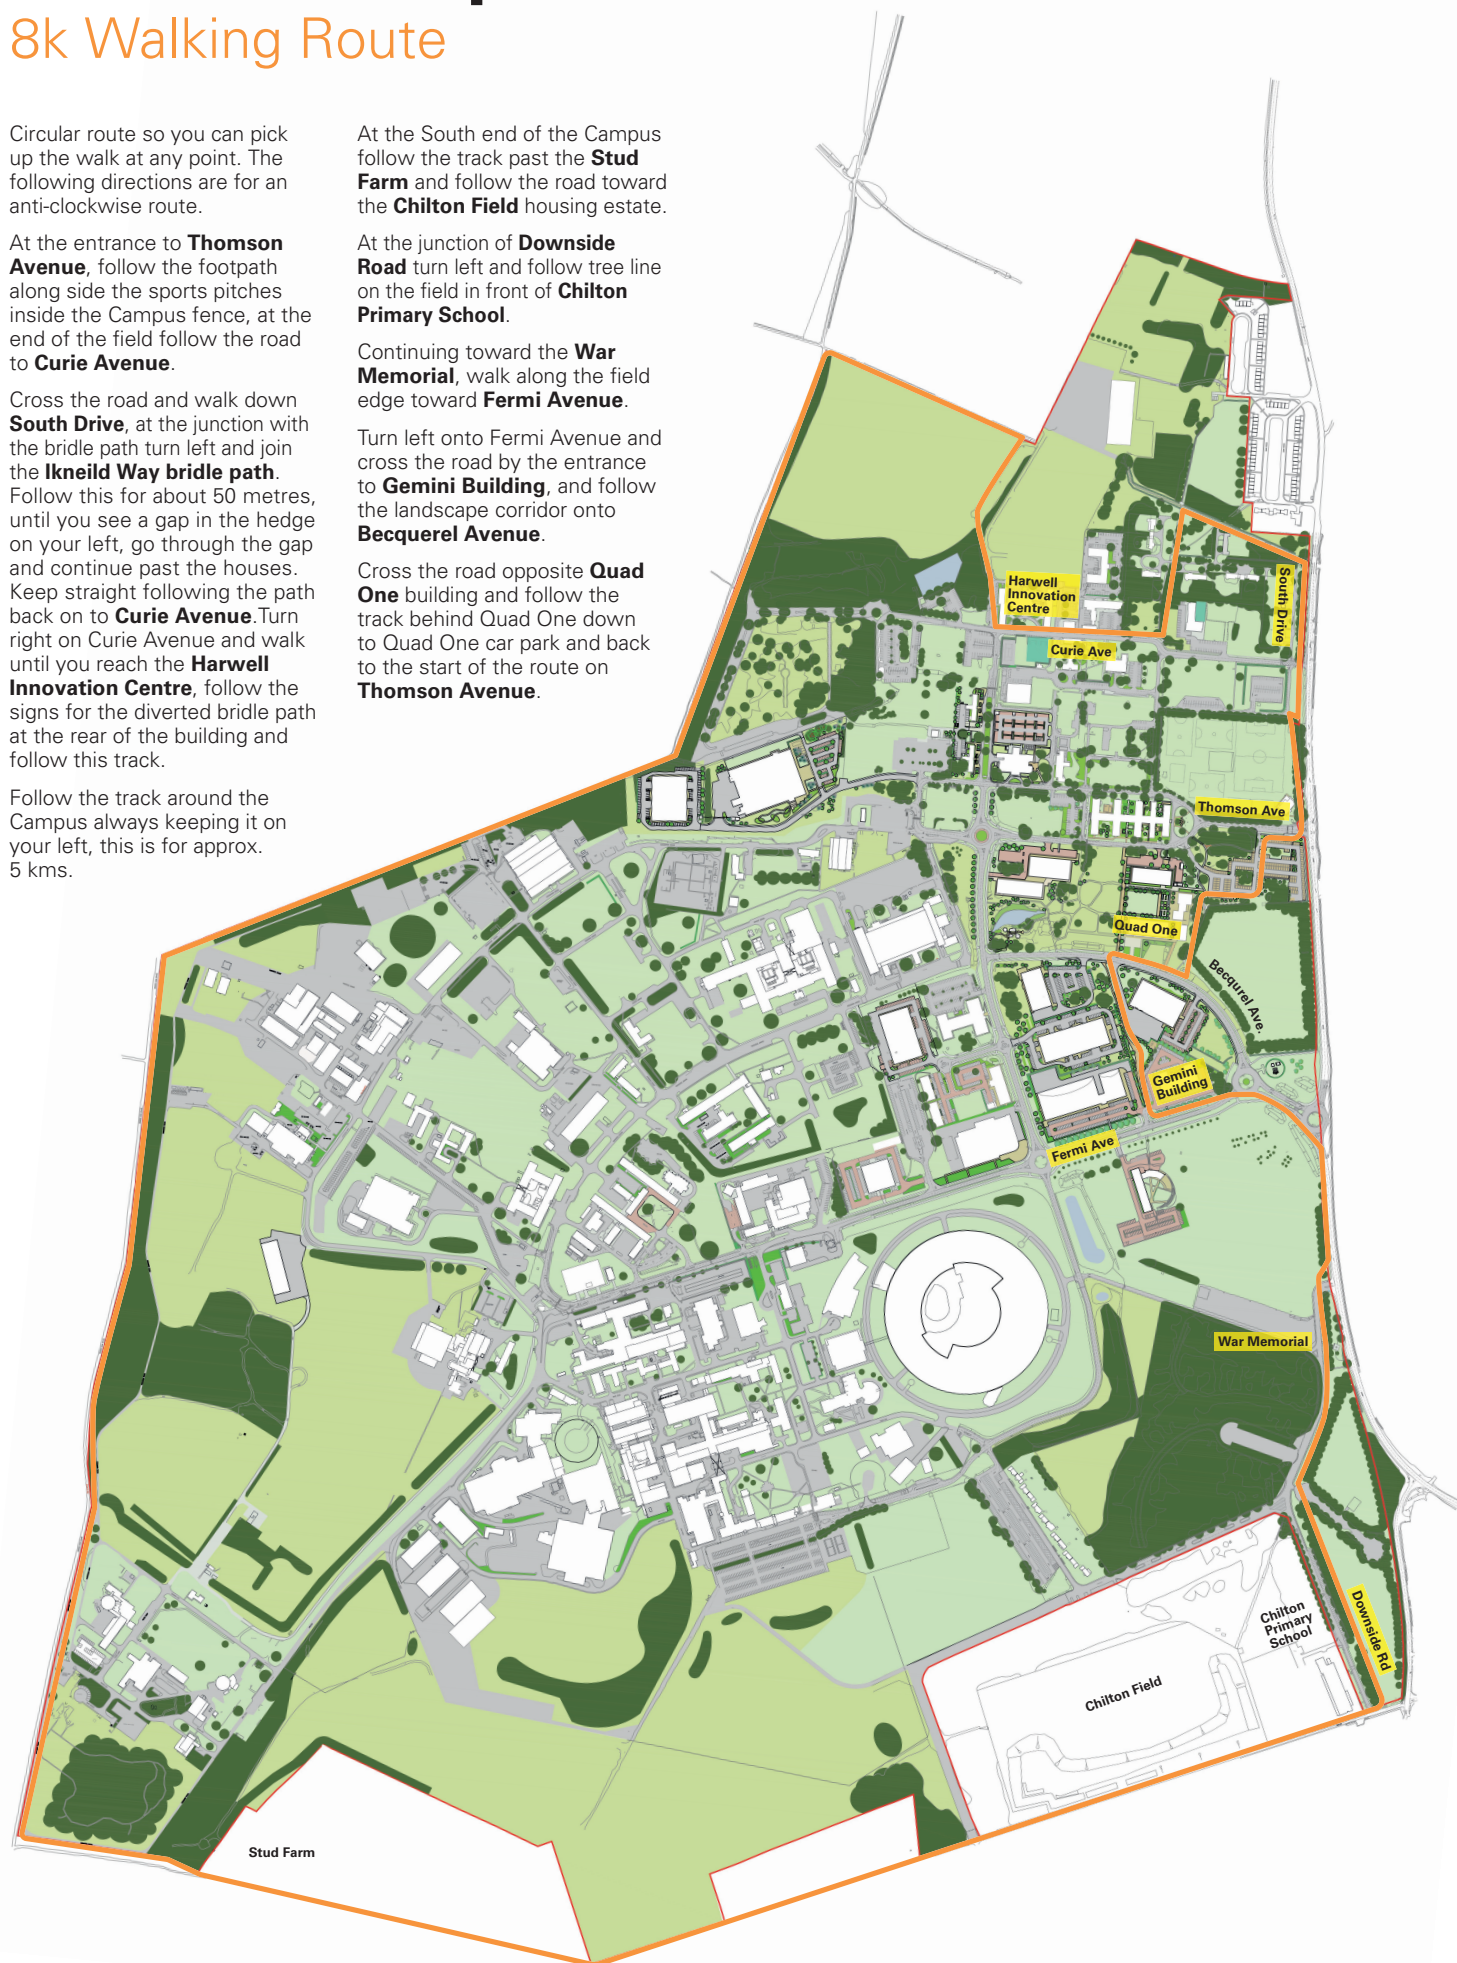 8k Walking Route
Circular route so you can pick
up the walk at any point. The
following directions are for an
anti-clockwise route.
At the entrance to Thomson
Avenue, follow the footpath
along side the sports pitches
inside the Campus fence, at the
end of the field follow the road
to Curie Avenue.
Cross the road and walk down
South Drive, at the junction with
the bridle path turn left and join
the Ikneild Way bridle path.
Follow this for about 50 metres,
until you see a gap in the hedge
on your left, go through the gap
and continue past the houses.
Keep straight following the path
back on to Curie Avenue.Turn
right on Curie Avenue and walk
until you reach the Harwell
Innovation Centre, follow the
signs for the diverted bridle path
at the rear of the building and
follow this track.
Follow the track around the
Campus always keeping it on
your left, this is for approx.
5 kms.
At the South end of the Campus
follow the track past the Stud
Farm and follow the road toward
the Chilton Field housing estate.
At the junction of Downside
Road turn left and follow tree line
on the field in front of Chilton
Primary School.
Continuing toward the War
Memorial, walk along the field
edge toward Fermi Avenue.
Turn left onto Fermi Avenue and
cross the road by the entrance
to Gemini Building, and follow
the landscape corridor onto
Becquerel Avenue.
Cross the road opposite Quad
One building and follow the
track behind Quad One down
to Quad One car park and back
to the start of the route on
Thomson Avenue.
Harwell
Innovation
Centre
South Drive
Curie Ave
Thomson Ave
Quad One
Becqurel Ave.
Gemini
Building
Fermi Ave
War Memorial
Downside Rd
Chilton
Primary
School
Chilton Field
Stud Farm